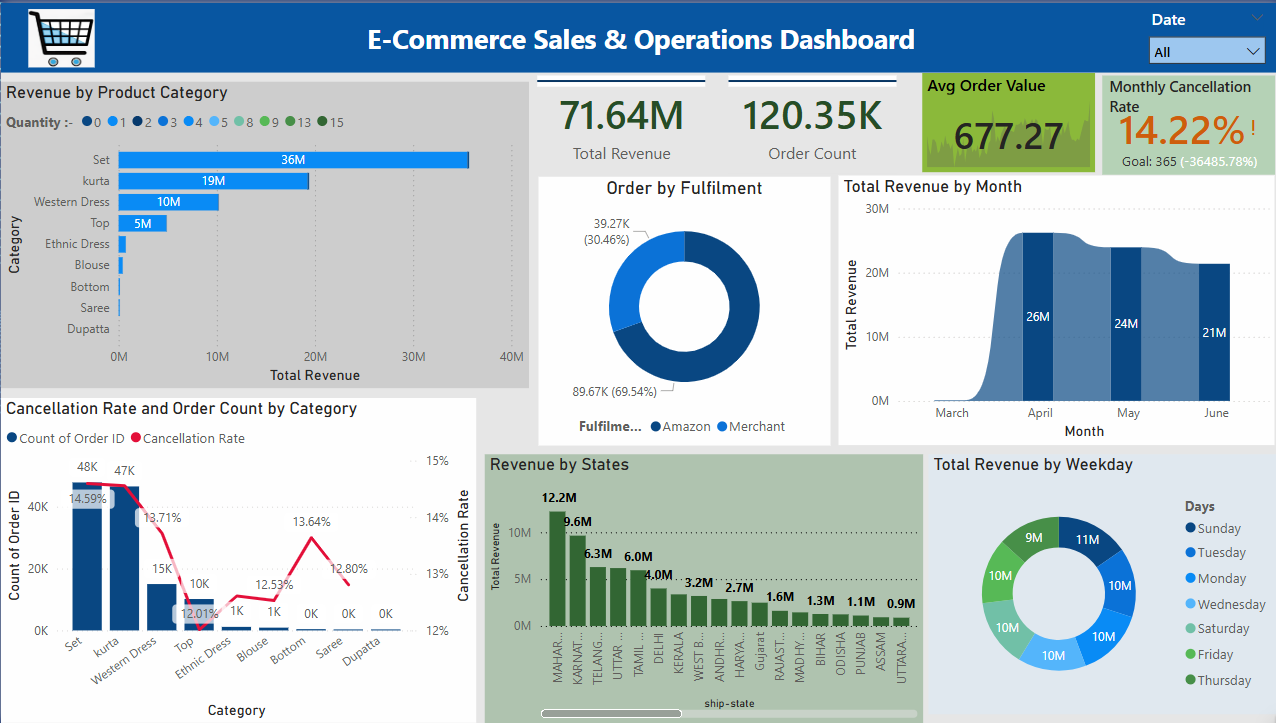 E-Commerce Sales & Operations Dashboard
Date
All
Revenue by Product Category
Quantity :- 0 1 2 3 4 5 8 9 13 15
Category
Set
kurta
Western Dress
Top
Ethnic Dress
Blouse
Bottom
Saree
Dupatta
36M
19M
10M
5M
0M 10M 20M 30M 40M
Total Revenue
71.64M
Total Revenue
120.35K
Order Count
Avg Order Value
677.27
Monthly Cancellation
Rate
14.22% !
Goal: 365 (-36485.78%)
Order by Fulfilment
39.27K
(30.46%)
89.67K (69.54%)
Fulfilme... Amazon Merchant
Total Revenue by Month
Total Revenue
30M
20M
10M
0M
26M
24M
21M
March April May June
Month
Cancellation Rate and Order Count by Category
Count of Order ID Cancellation Rate
Count of Order ID
40K
20K
0K
48K 47K 15K 10K 1K 1K 0K 0K 0K
14.59% 13.71% 12.01% 12.53% 13.64% 12.80%
15%
14%
13%
12%
Cancellation Rate
Set kurta Western Dress Top Ethnic Dress Blouse Bottom Saree Dupatta
Category
Revenue by States
Total Revenue
10M
5M
0M
12.2M 9.6M 6.3M 6.0M 4.0M 3.2M 2.7M 1.6M 1.3M 1.1M 0.9M
MAHAR... KARNAT... TELANG... UTTAR ... TAMIL ... DELHI KERALA WEST B... ANDHR... HARYA... Gujarat RAJAST... MADHY... BIHAR ODISHA PUNJAB ASSAM UTTARA...
ship-state
Total Revenue by Weekday
11M
10M
10M
10M
10M
10M
9M
Days
Sunday
Tuesday
Monday
Wednesday
Saturday
Friday
Thursday